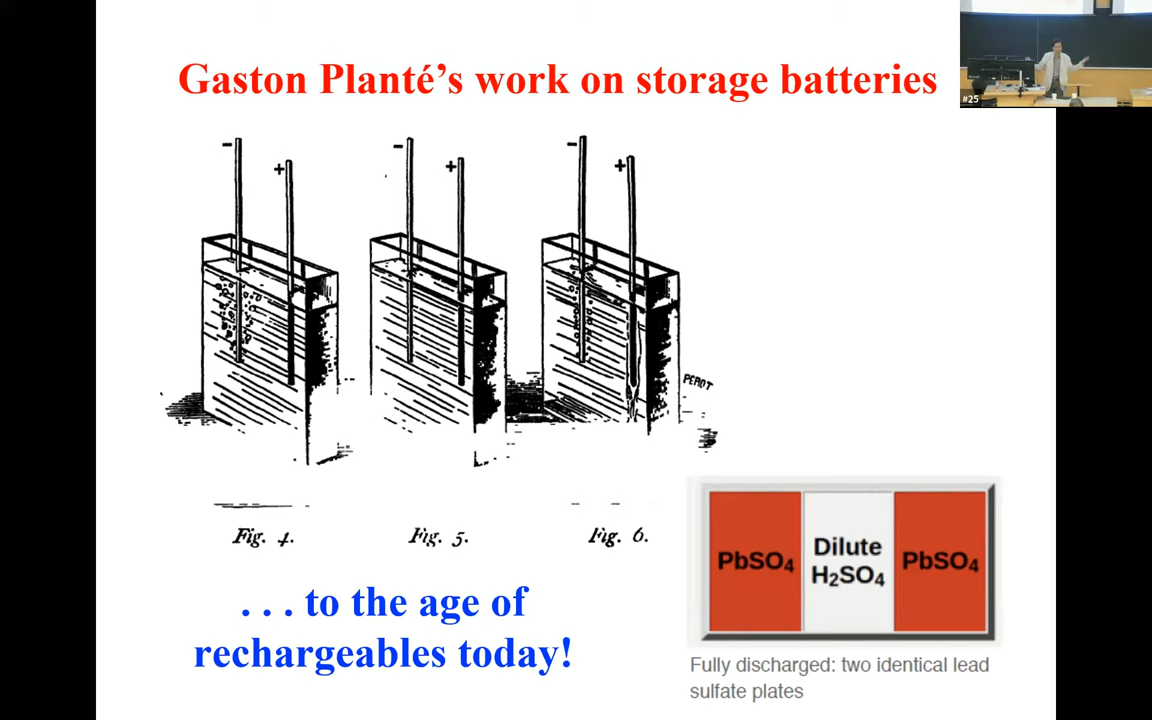 Gaston Planté's work on storage batteries
#25
− + − + − +
PEROT
Fig. 4. Fig. 5. Fig. 6.
PbSO4 Dilute H2SO4 PbSO4
. . . to the age of
rechargeables today!
Fully discharged: two identical lead
sulfate plates